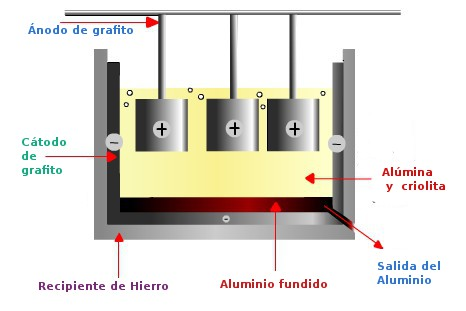 Ánodo de grafito
+
+
+
−
−
Cátodo
de
grafito
Alúmina
y criolita
−
Salida del
Aluminio
Recipiente de Hierro
Aluminio fundido